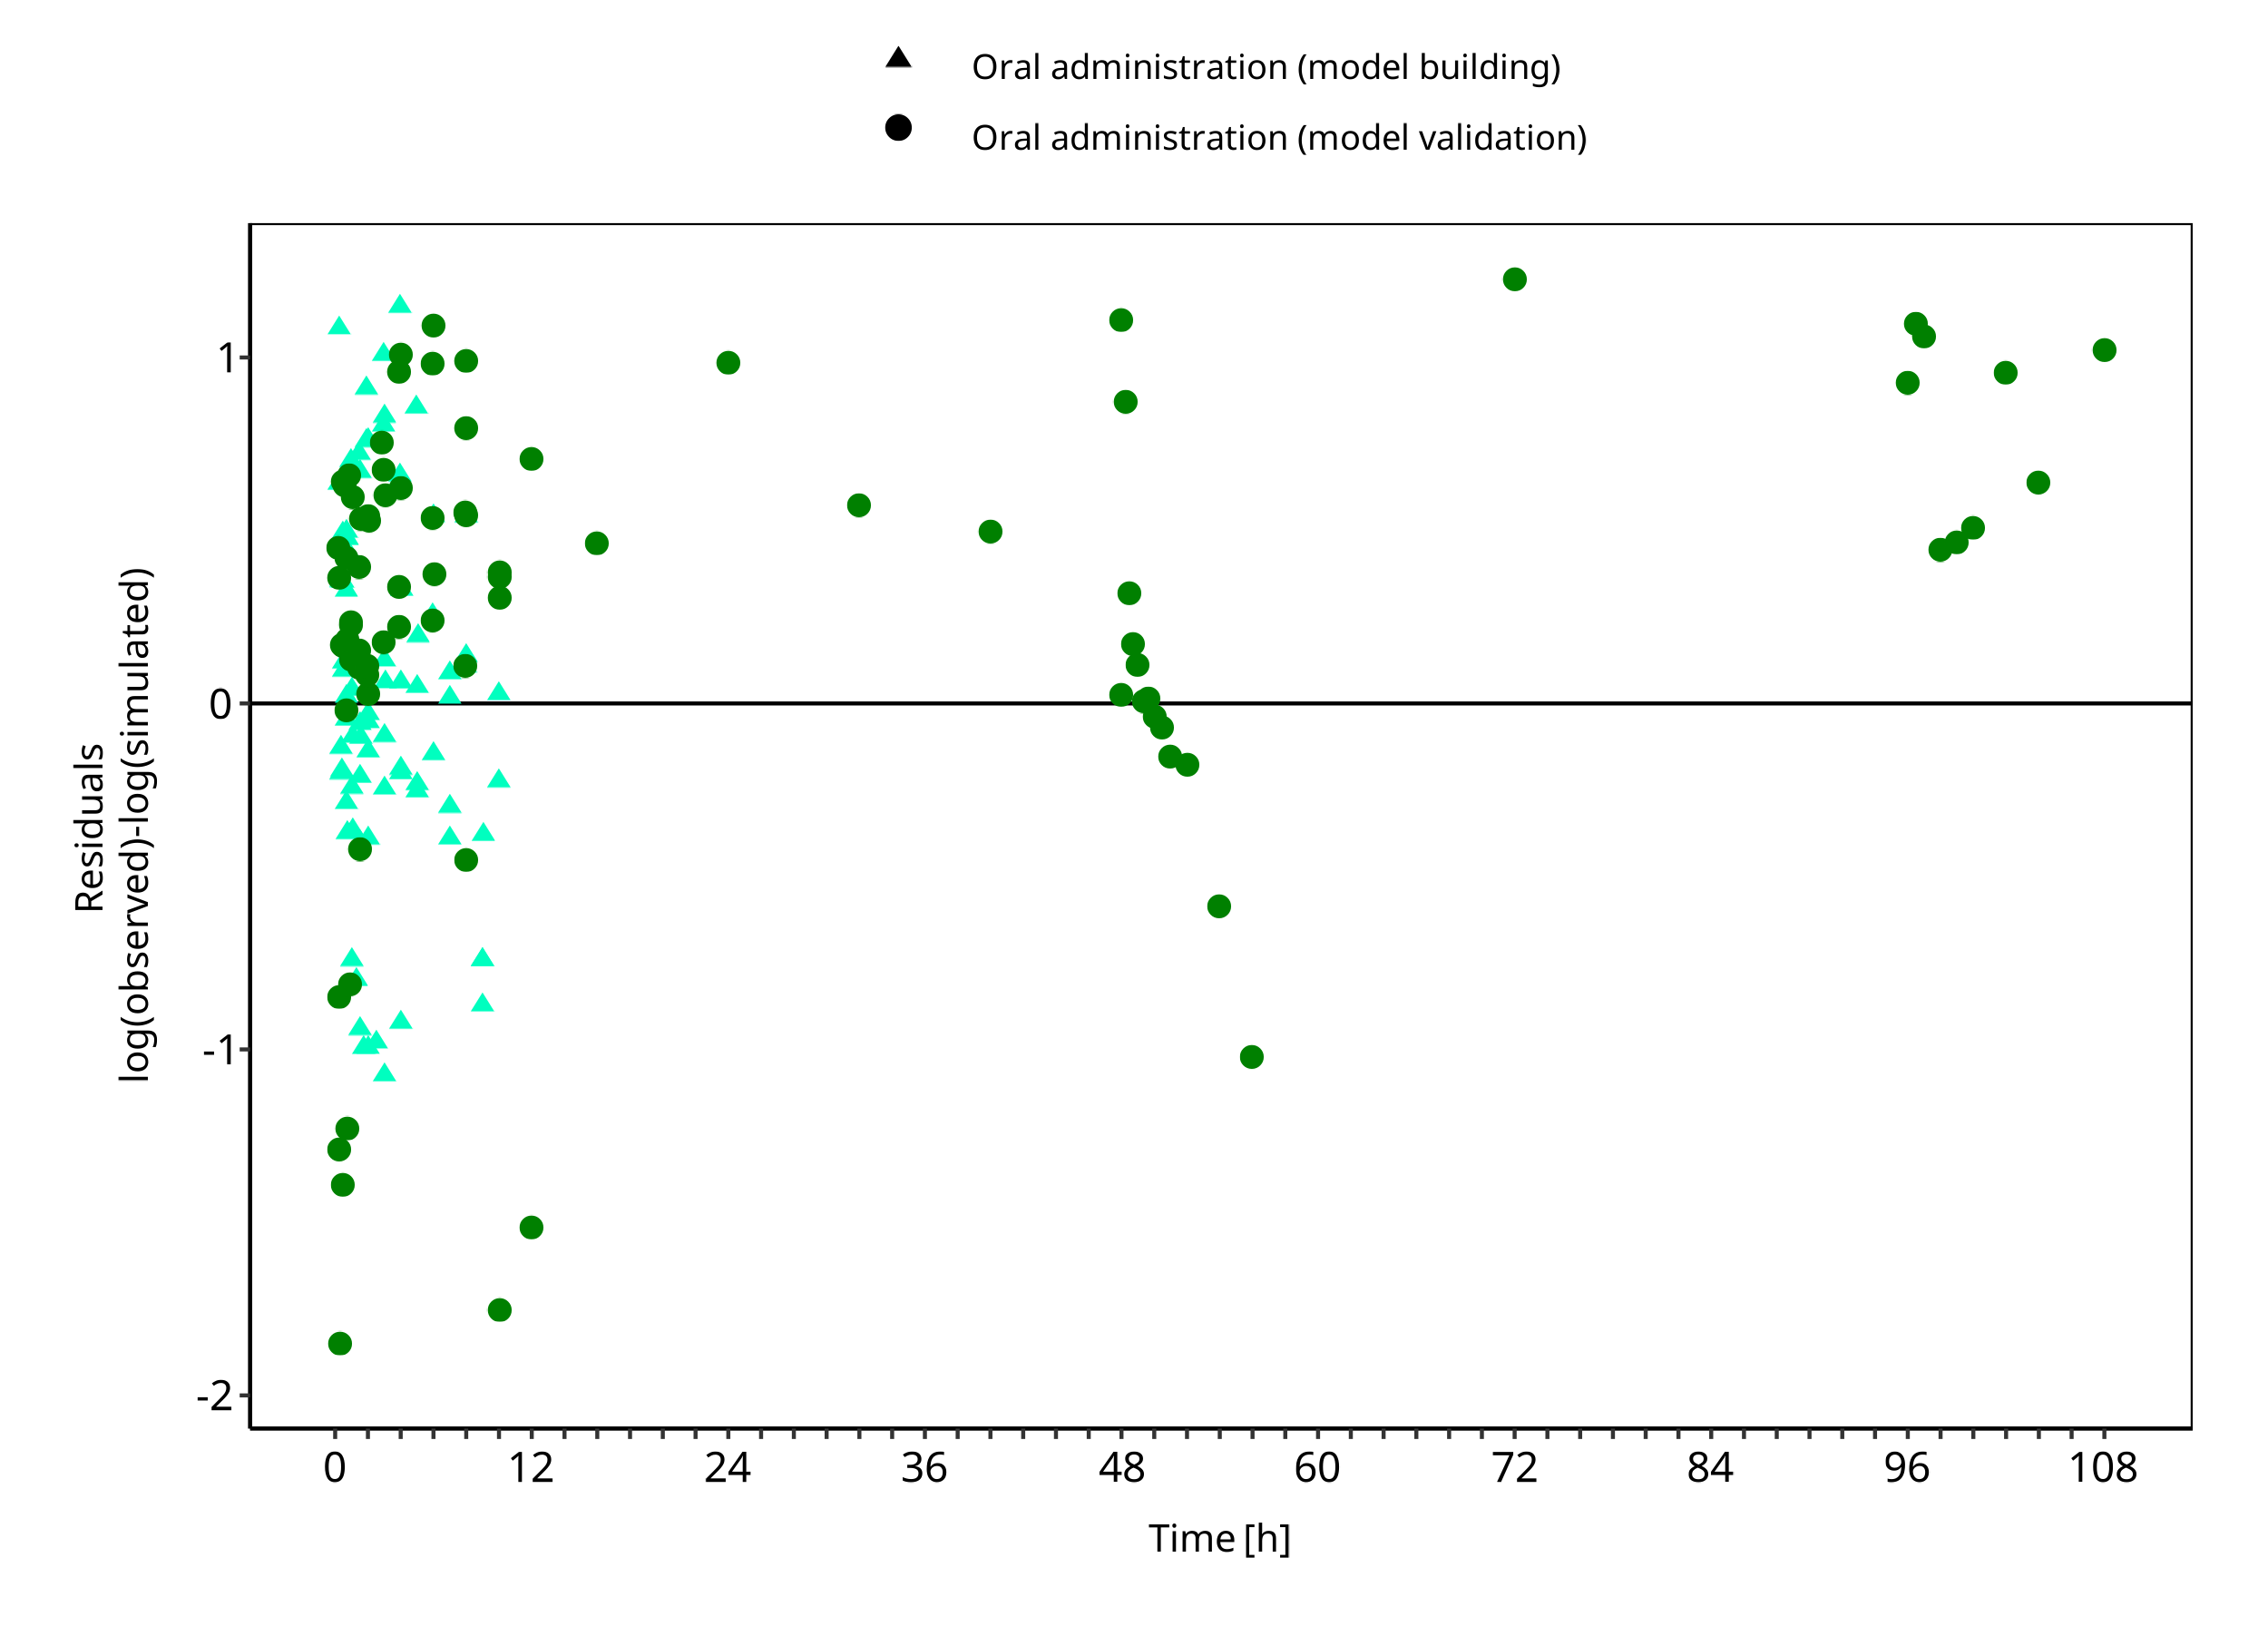 Oral administration (model building)
Oral administration (model validation)
Residuals
log(observed)-log(simulated)
1
0
-1
-2
0 12 24 36 48 60 72 84 96 108
Time [h]